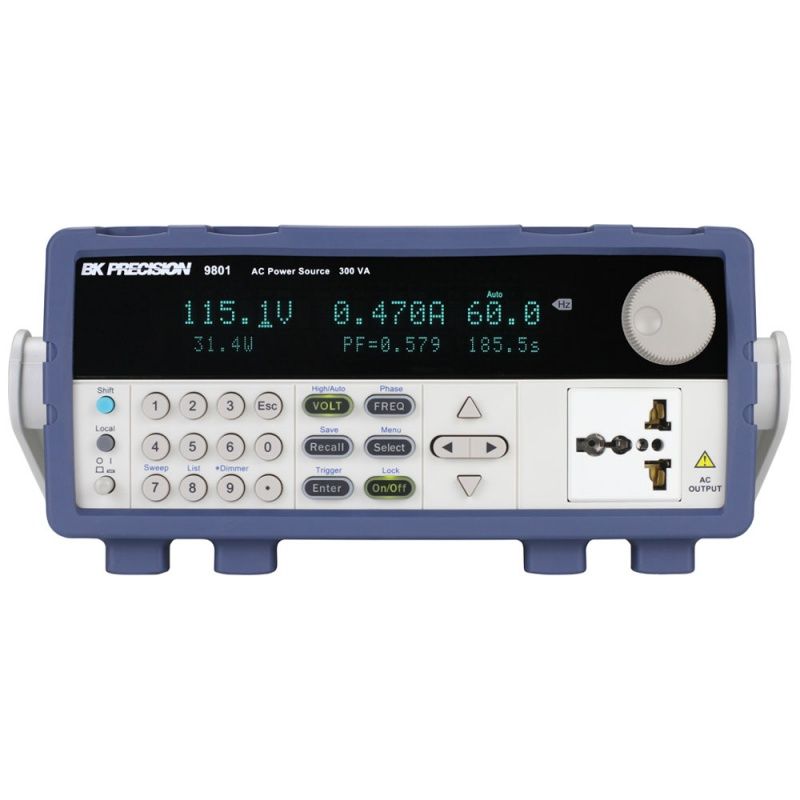 BK PRECISION 9801 AC Power Source 300 VA
Auto
115.1V 0.470A 60.0 Hz
31.4W PF=0.579 185.5s
Shift
High/Auto Phase
1 2 3 Esc VOLT FREQ
Local
Save Menu
4 5 6 0 Recall Select
O I
Sweep List *Dimmer Trigger Lock
7 8 9 • Enter On/Off
AC
OUTPUT